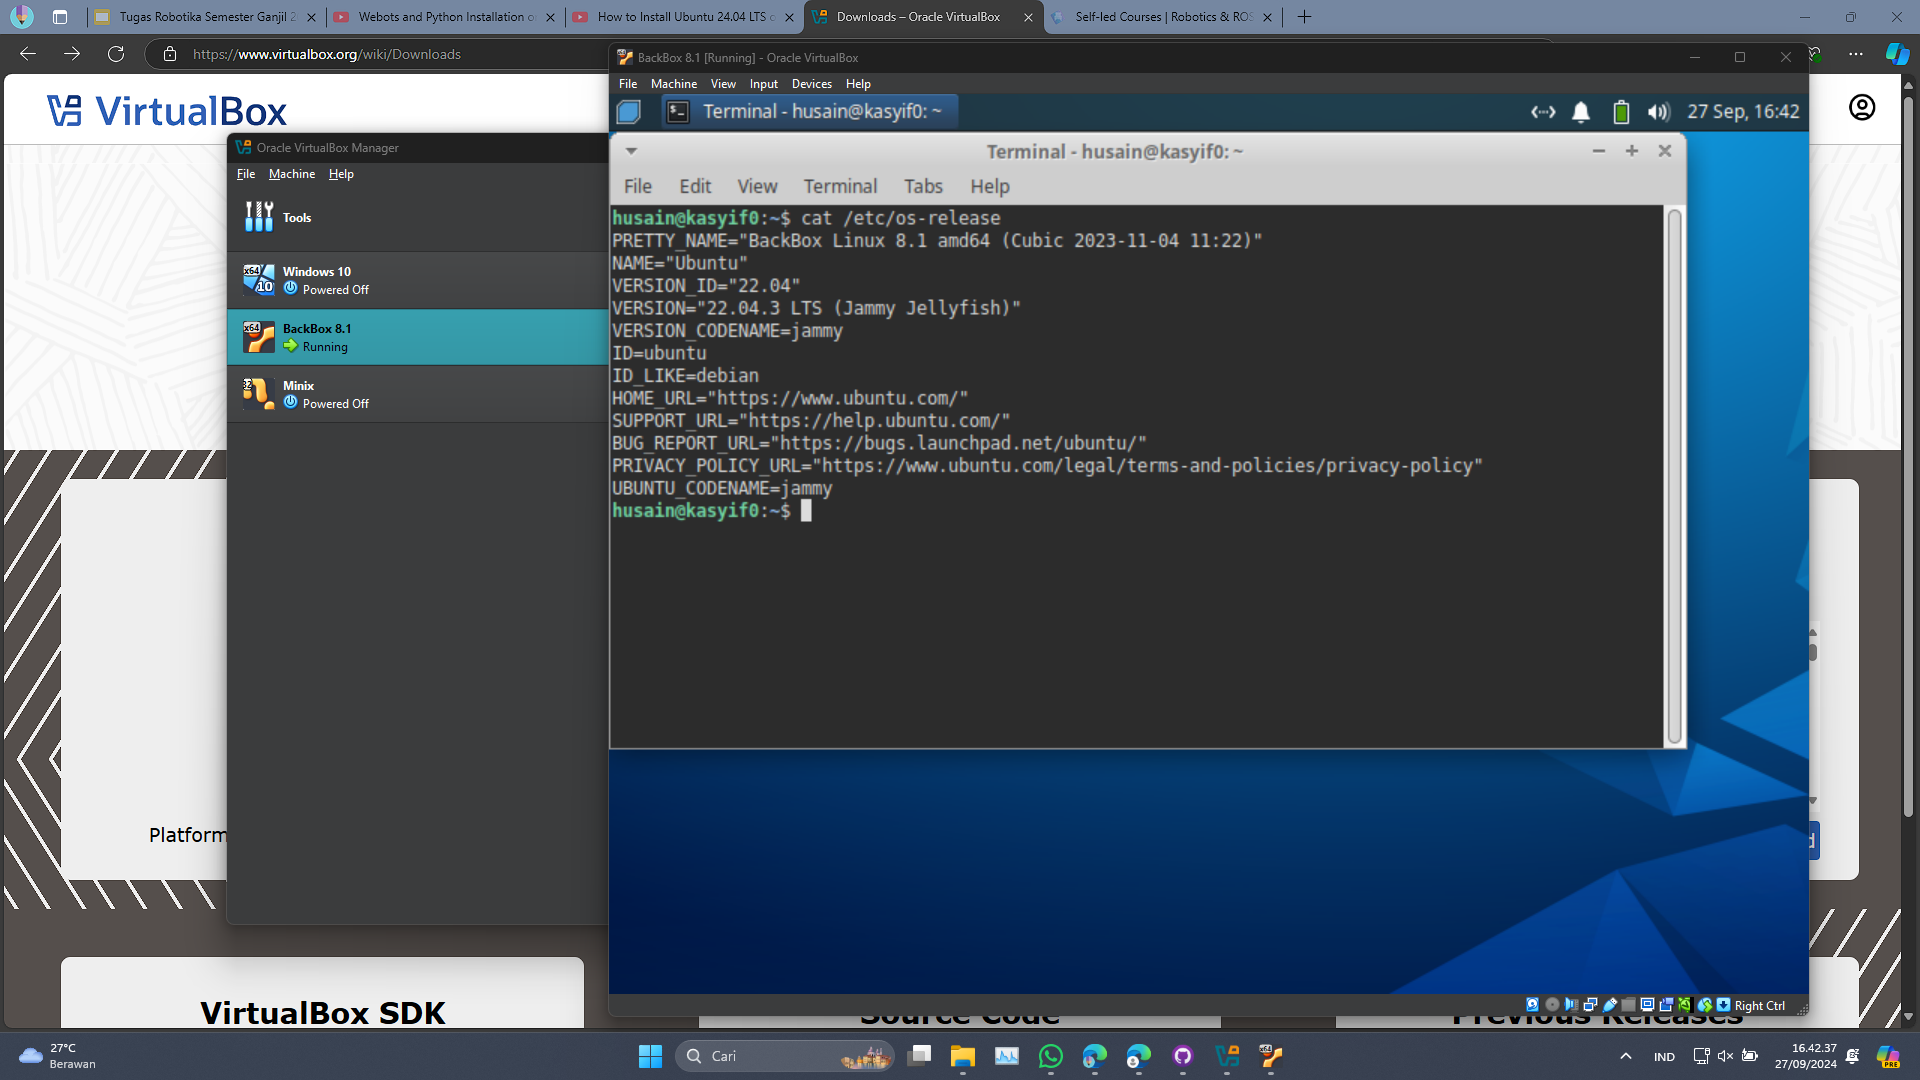 Tugas Robotika Semester Ganjil 2
Webots and Python Installation o
How to Install Ubuntu 24.04 LTS o
Downloads – Oracle VirtualBox
Self-led Courses | Robotics & ROS
https://www.virtualbox.org/wiki/Downloads
VirtualBox
Oracle VirtualBox Manager
File Machine Help
Tools
Windows 10
Powered Off
BackBox 8.1
Running
Minix
Powered Off
Platform
VirtualBox SDK
Source Code
Previous Releases
BackBox 8.1 [Running] - Oracle VirtualBox
File Machine View Input Devices Help
Terminal - husain@kasyif0: ~
27 Sep, 16:42
Terminal - husain@kasyif0: ~
File Edit View Terminal Tabs Help
husain@kasyif0:~$ cat /etc/os-release
PRETTY_NAME="BackBox Linux 8.1 amd64 (Cubic 2023-11-04 11:22)"
NAME="Ubuntu"
VERSION_ID="22.04"
VERSION="22.04.3 LTS (Jammy Jellyfish)"
VERSION_CODENAME=jammy
ID=ubuntu
ID_LIKE=debian
HOME_URL="https://www.ubuntu.com/"
SUPPORT_URL="https://help.ubuntu.com/"
BUG_REPORT_URL="https://bugs.launchpad.net/ubuntu/"
PRIVACY_POLICY_URL="https://www.ubuntu.com/legal/terms-and-policies/privacy-policy"
UBUNTU_CODENAME=jammy
husain@kasyif0:~$
Right Ctrl
27°C
Berawan
Cari
IND
16.42.37
27/09/2024